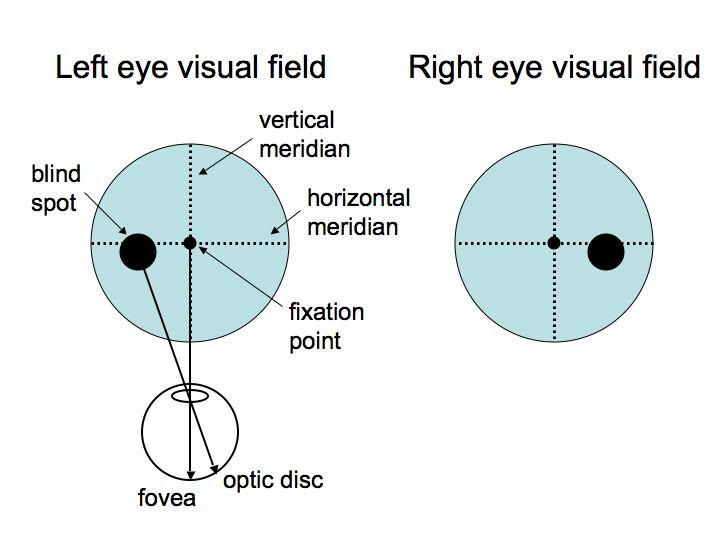 Left eye visual field
Right eye visual field
vertical
meridian
blind
spot
horizontal
meridian
fixation
point
optic disc
fovea